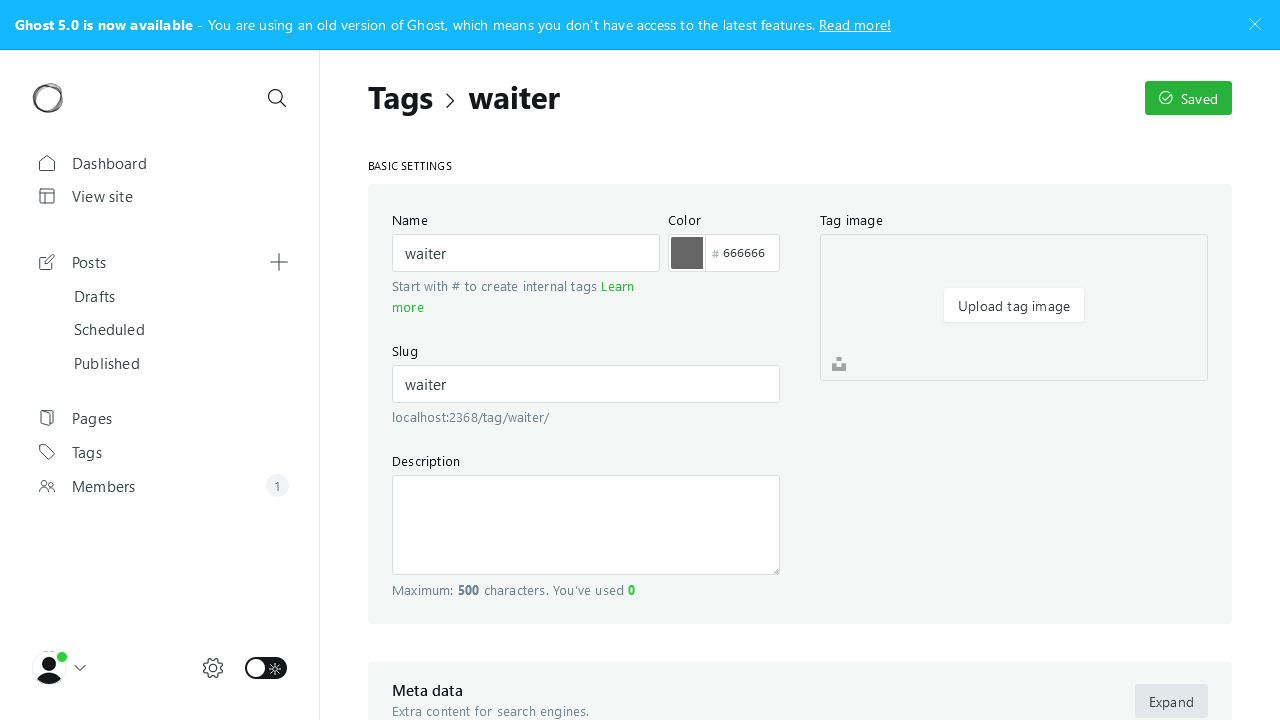 Ghost 5.0 is now available - You are using an old version of Ghost, which means you don't have access to the latest features. Read more!
Tags > waiter
Saved
Dashboard
View site
Posts
Drafts
Scheduled
Published
Pages
Tags
Members
1
BASIC SETTINGS
Name
waiter
Start with # to create internal tags Learn
more
Color
# 666666
Slug
waiter
localhost:2368/tag/waiter/
Description
Maximum: 500 characters. You've used 0
Tag image
Upload tag image
Meta data
Extra content for search engines.
Expand